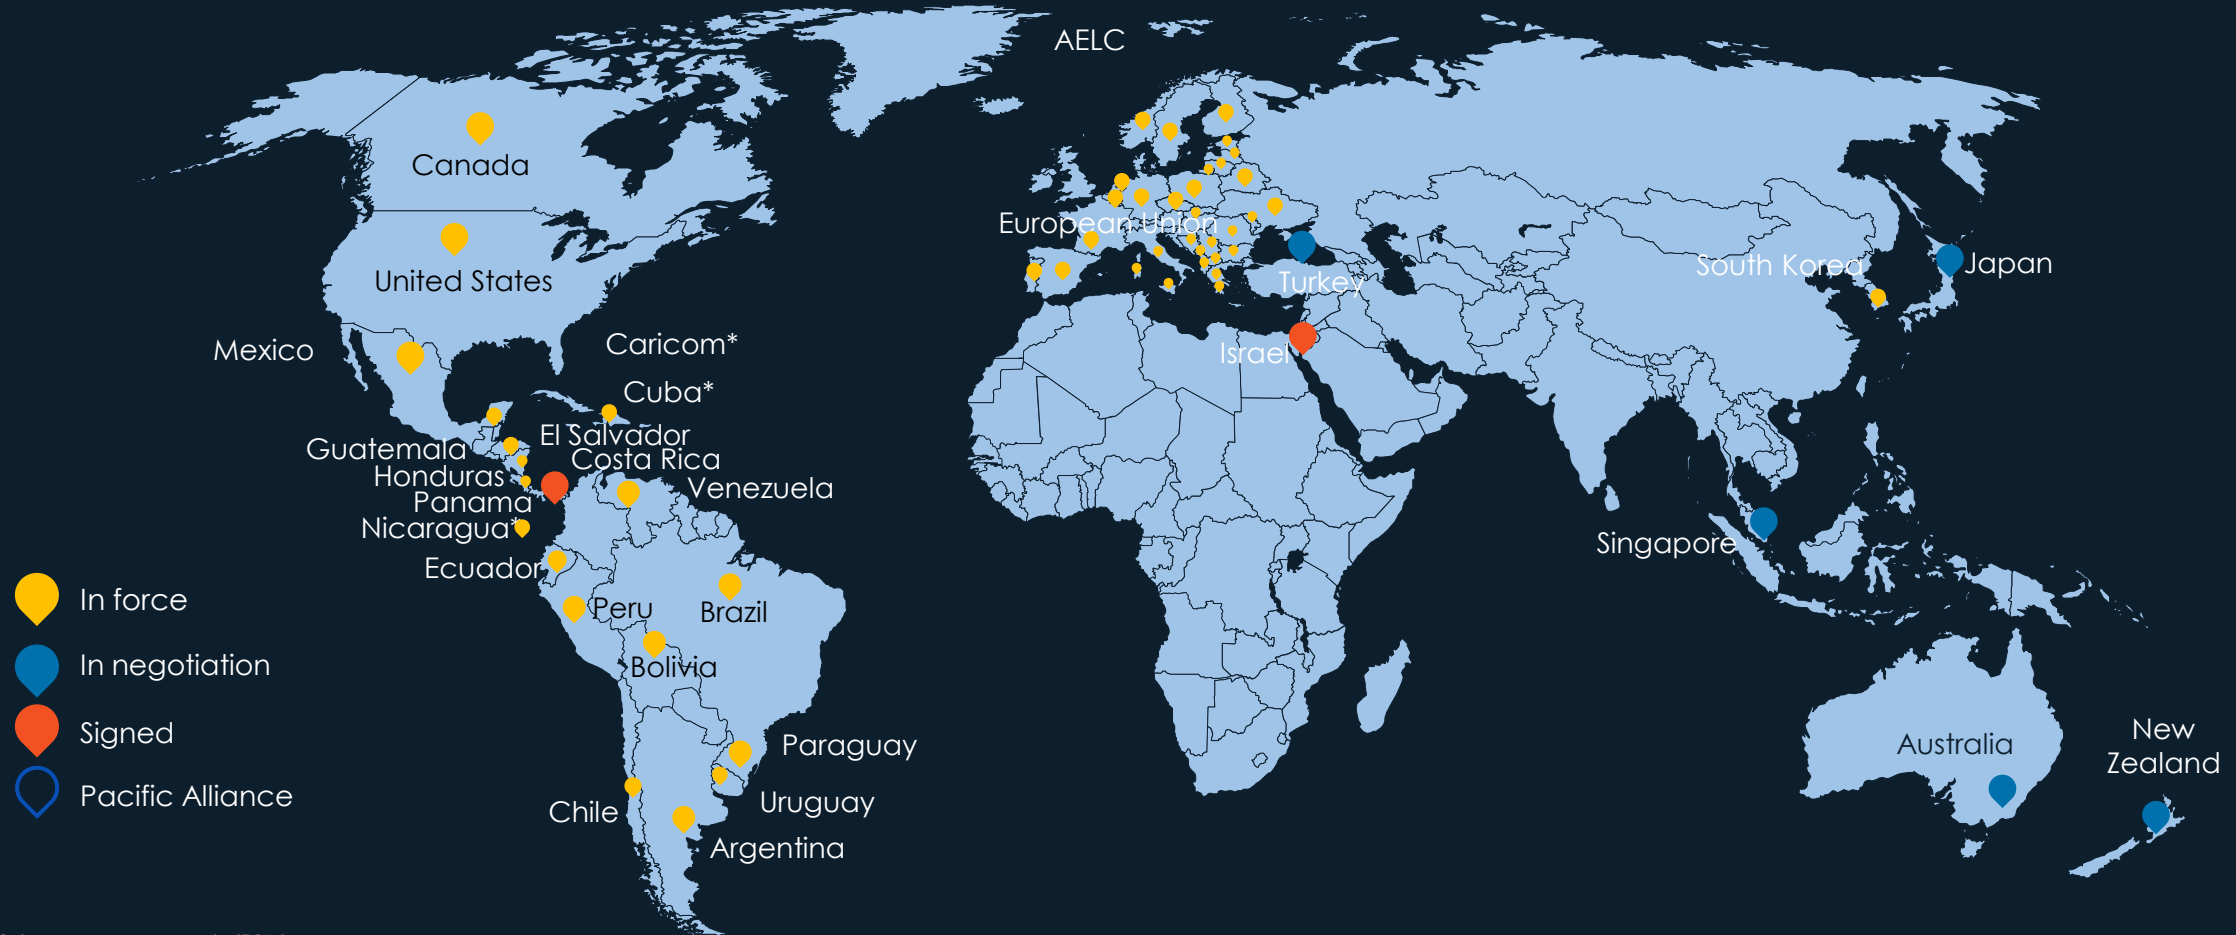 AELC
Canada
European Union
United States
South Korea
Japan
Turkey
Mexico
Caricom*
Israel
Cuba*
El Salvador
Guatemala
Costa Rica
Honduras
Venezuela
Panama
Nicaragua*
Singapore
Ecuador
In force
Peru
Brazil
In negotiation
Bolivia
Signed
Paraguay
Australia
New
Zealand
Pacific Alliance
Chile
Uruguay
Argentina